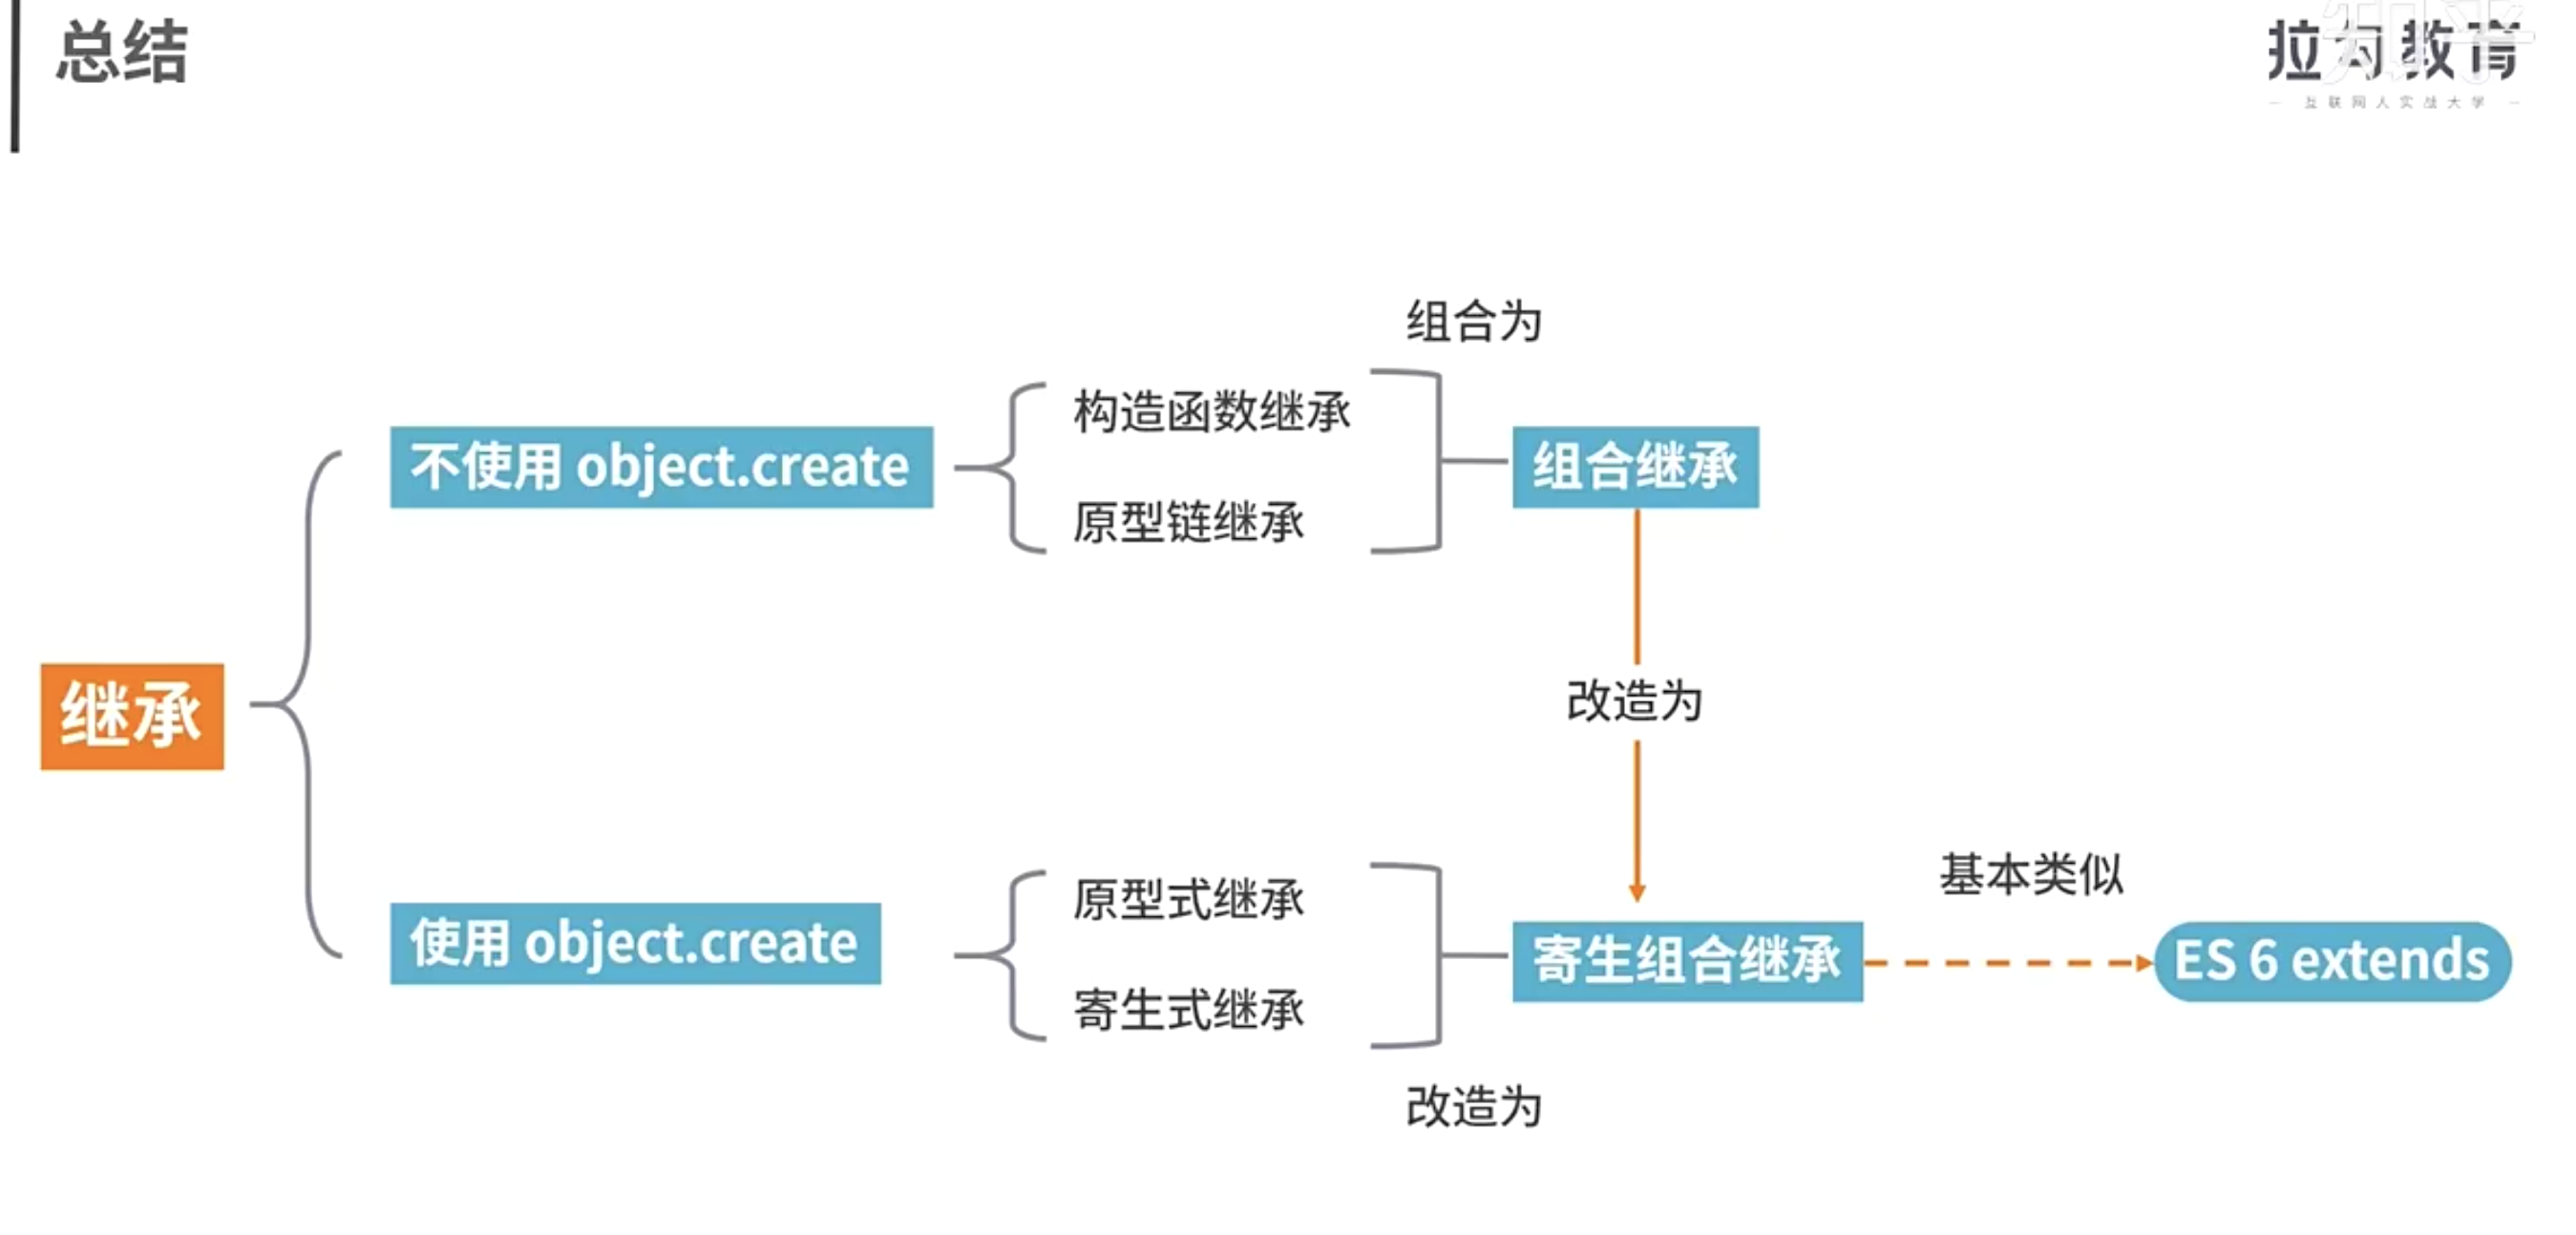 总结
拉勾教育
互联网人实战大学
知乎
组合为
构造函数继承
不使用 object.create
组合继承
原型链继承
继承
改造为
基本类似
原型式继承
使用 object.create
寄生组合继承
ES 6 extends
寄生式继承
改造为